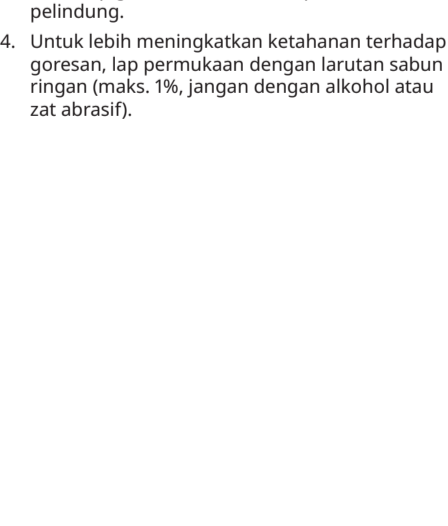 pelindung.
4. Untuk lebih meningkatkan ketahanan terhadap
goresan, lap permukaan dengan larutan sabun
ringan (maks. 1%, jangan dengan alkohol atau
zat abrasif).